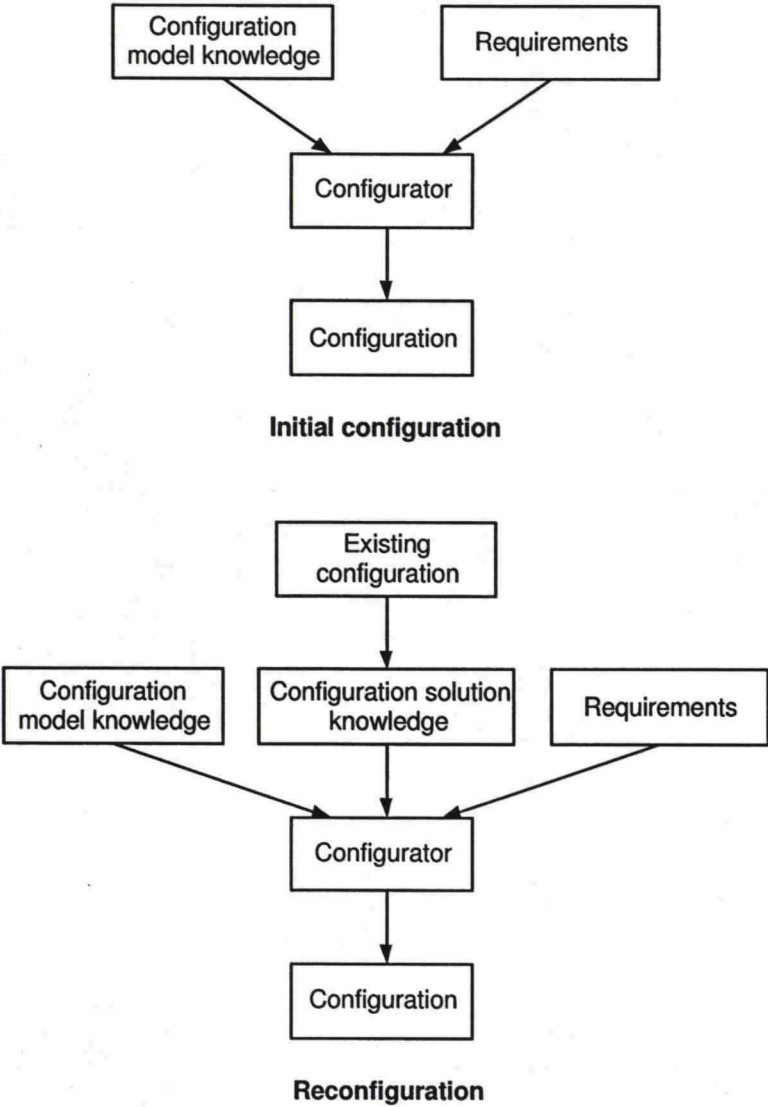 Configuration
model knowledge
Requirements
Configurator
Configuration
Initial configuration
Existing
configuration
Configuration
model knowledge
Configuration solution
knowledge
Requirements
Configurator
Configuration
Reconfiguration